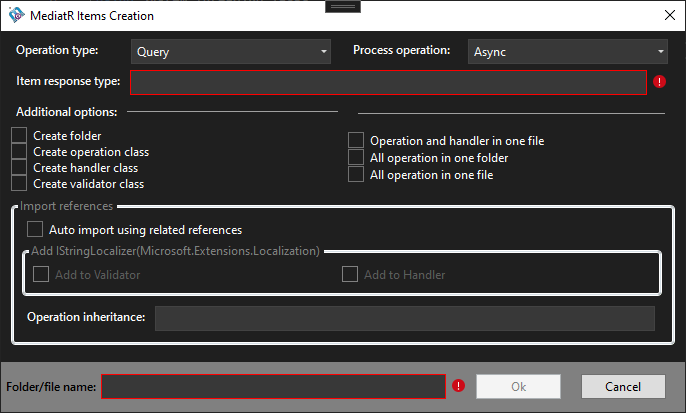 MediatR Items Creation
Operation type: Query Process operation: Async
Item response type: !
Additional options:
Create folder
Create operation class
Create handler class
Create validator class
Operation and handler in one file
All operation in one folder
All operation in one file
Import references
Auto import using related references
Add IStringLocalizer(Microsoft.Extensions.Localization)
Add to Validator Add to Handler
Operation inheritance:
Folder/file name: ! Ok Cancel